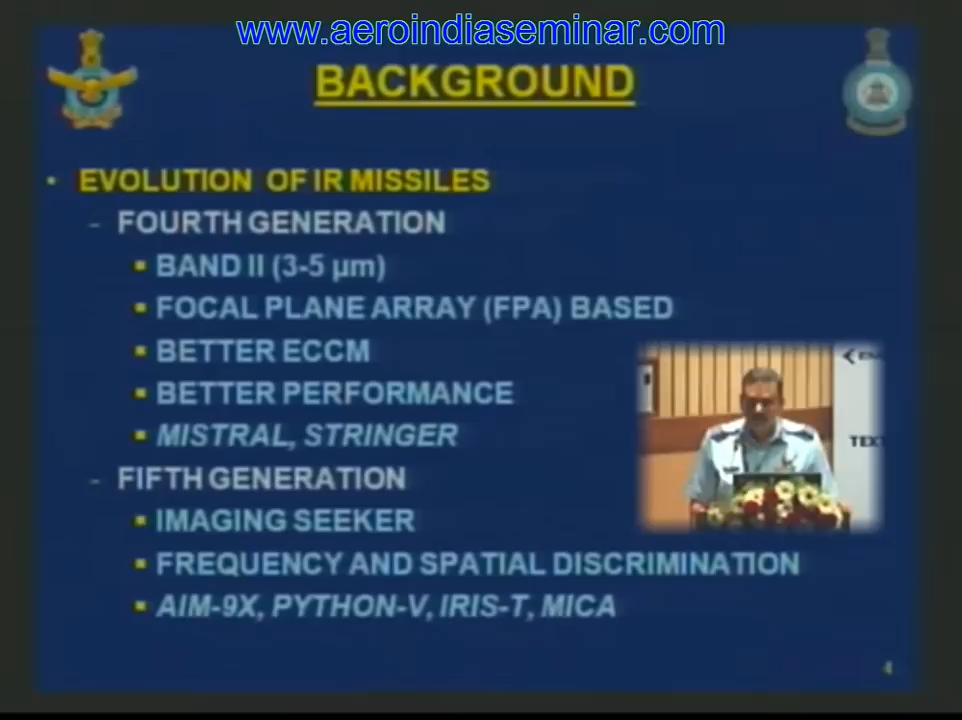 www.aeroindiaseminar.com
BACKGROUND
• EVOLUTION OF IR MISSILES
- FOURTH GENERATION
▪ BAND II (3-5 µm)
▪ FOCAL PLANE ARRAY (FPA) BASED
▪ BETTER ECCM
▪ BETTER PERFORMANCE
▪ MISTRAL, STRINGER
- FIFTH GENERATION
▪ IMAGING SEEKER
▪ FREQUENCY AND SPATIAL DISCRIMINATION
▪ AIM-9X, PYTHON-V, IRIS-T, MICA
TEXT
4